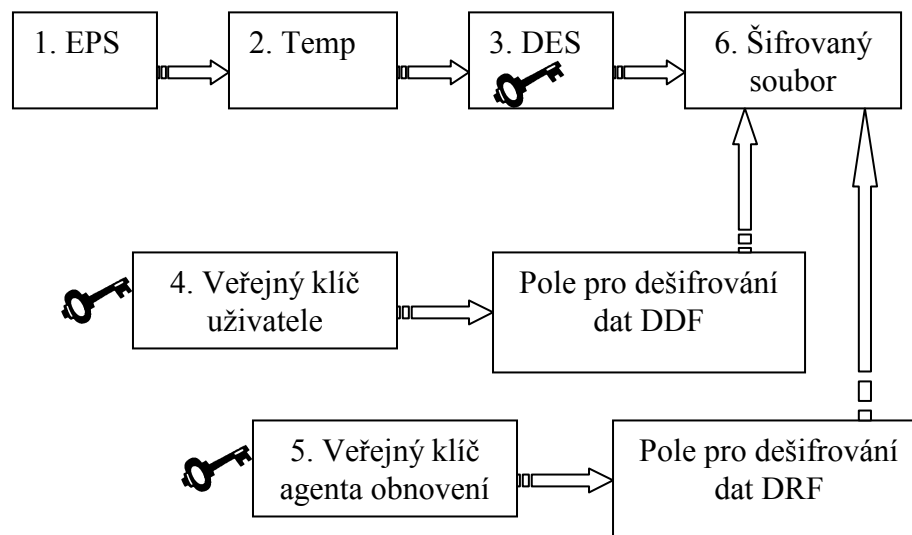 1. EPS
2. Temp
3. DES
6. Šifrovaný
soubor
4. Veřejný klíč
uživatele
Pole pro dešifrování
dat DDF
5. Veřejný klíč
agenta obnovení
Pole pro dešifrování
dat DRF